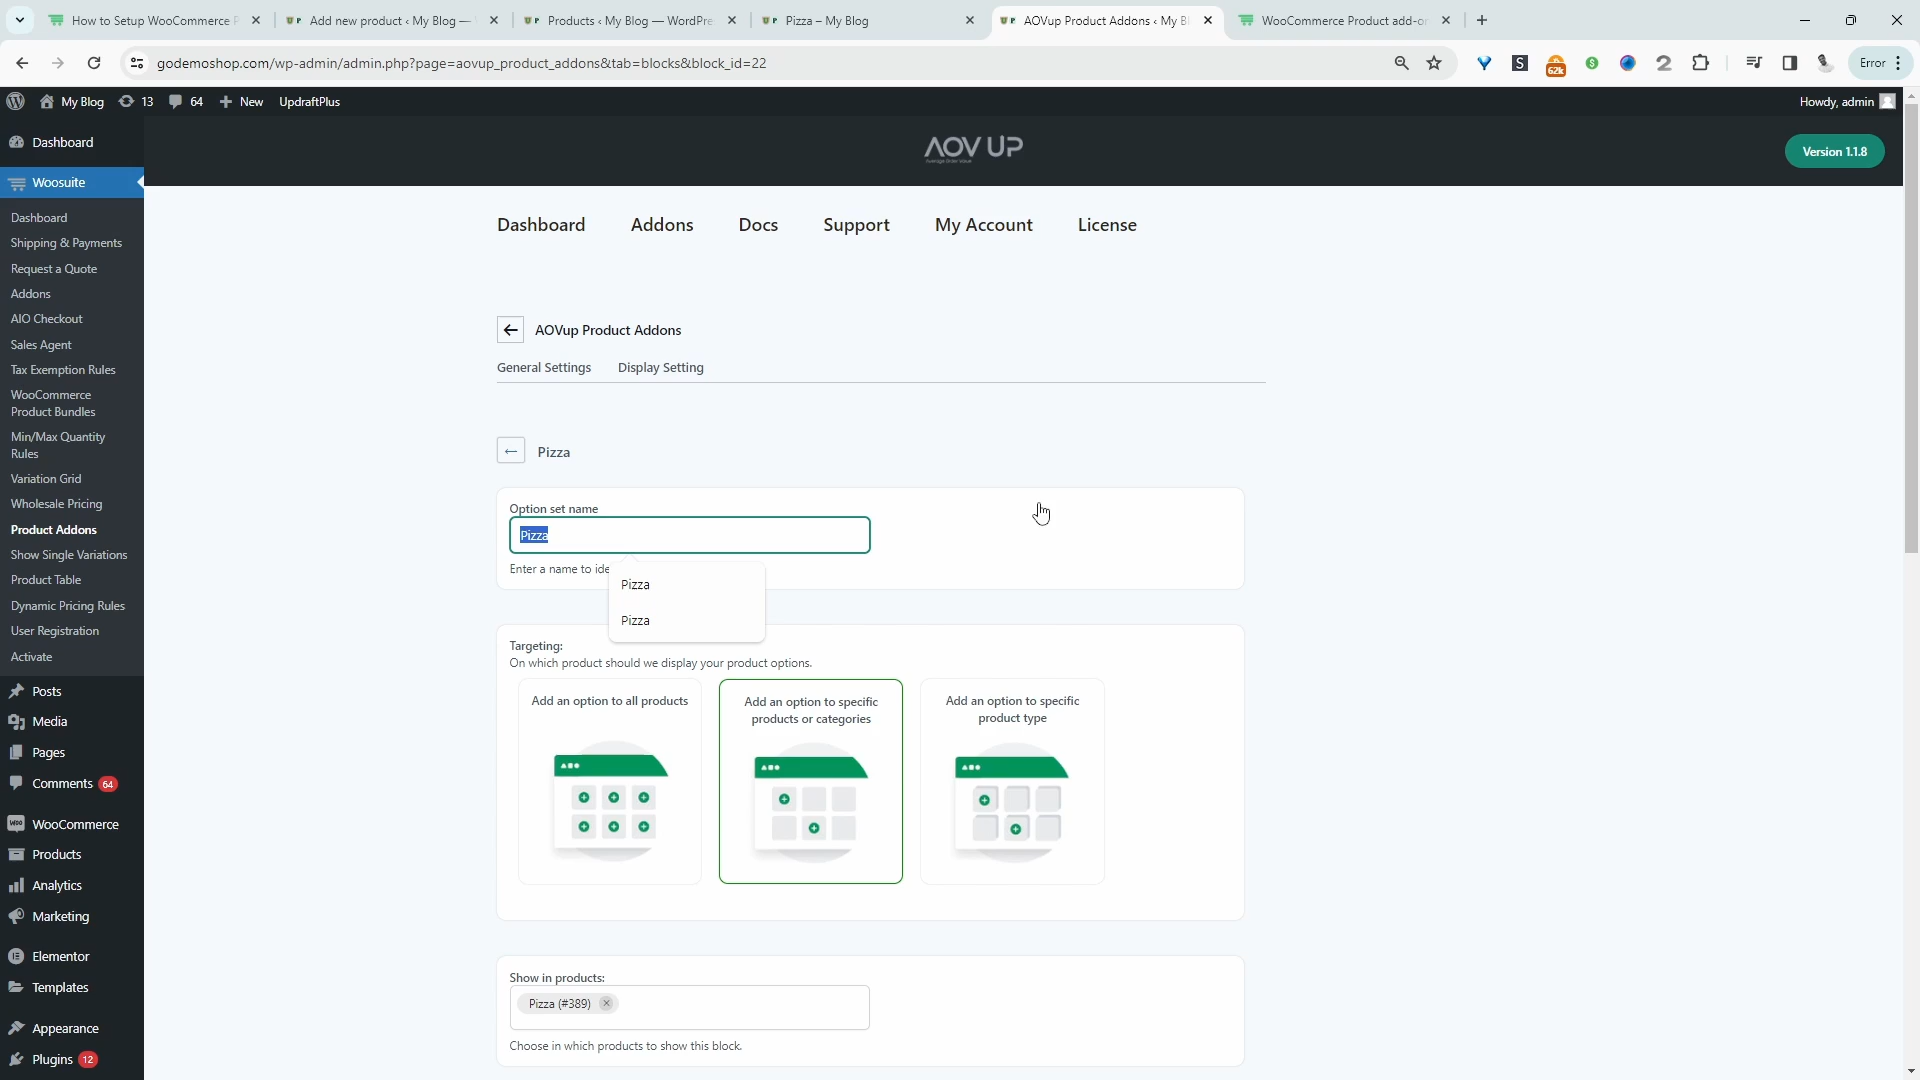 How to Setup WooCommerce P
Add new product ‹ My Blog —
Products ‹ My Blog — WordPre
Pizza – My Blog
AOVup Product Addons ‹ My B
WooCommerce Product add-o
godemoshop.com/wp-admin/admin.php?page=aovup_product_addons&tab=blocks&block_id=22
62k
Error
My Blog
13
64
New
UpdraftPlus
Howdy, admin
Dashboard
AOV UP
Version 1.1.8
Woosuite
Dashboard
Addons
Docs
Support
My Account
License
Dashboard
Shipping & Payments
Request a Quote
Addons
AIO Checkout
Sales Agent
Tax Exemption Rules
WooCommerce
Product Bundles
Min/Max Quantity
Rules
Variation Grid
Wholesale Pricing
Product Addons
Show Single Variations
Product Table
Dynamic Pricing Rules
User Registration
Activate
Posts
Media
Pages
Comments 64
WooCommerce
Products
Analytics
Marketing
Elementor
Templates
Appearance
Plugins 12
AOVup Product Addons
General Settings
Display Setting
Pizza
Option set name
Pizza
Enter a name to ide
Pizza
Pizza
Targeting:
On which product should we display your product options.
Add an option to all products
Add an option to specific
products or categories
Add an option to specific
product type
Show in products:
Pizza (#389)
Choose in which products to show this block.